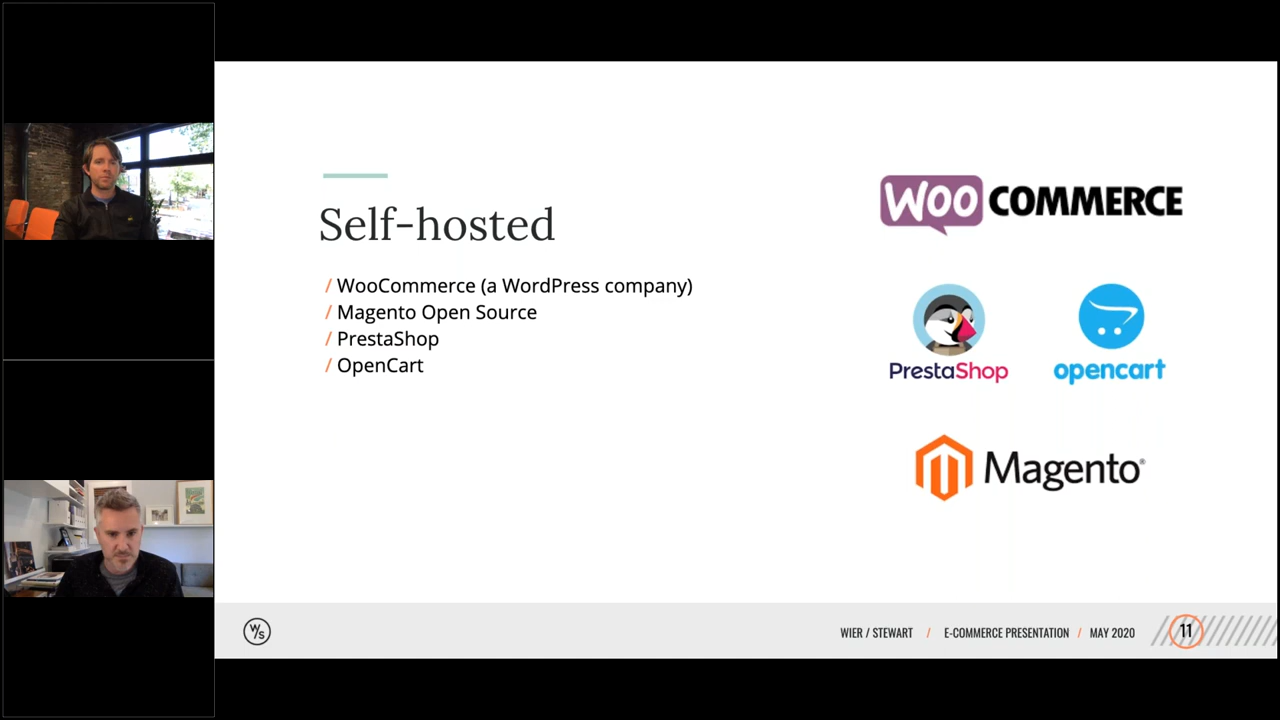 Self-hosted
/ WooCommerce (a WordPress company)
/ Magento Open Source
/ PrestaShop
/ OpenCart
WOO COMMERCE
PrestaShop
opencart
Magento®
W/S
WIER / STEWART / E-COMMERCE PRESENTATION / MAY 2020
11